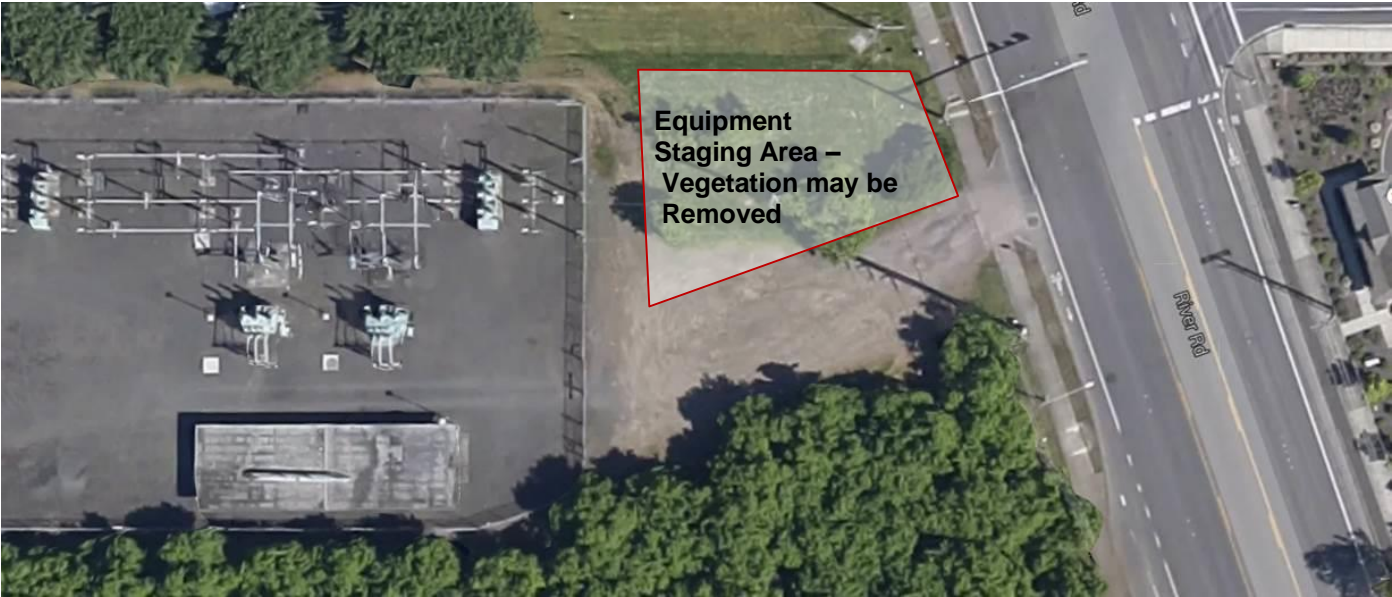 Equipment
Staging Area –
Vegetation may be
Removed
River Rd